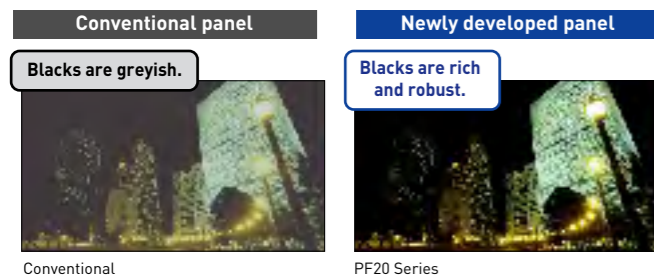 Conventional panel
Blacks are greyish.
Conventional
Newly developed panel
Blacks are rich
and robust.
PF20 Series